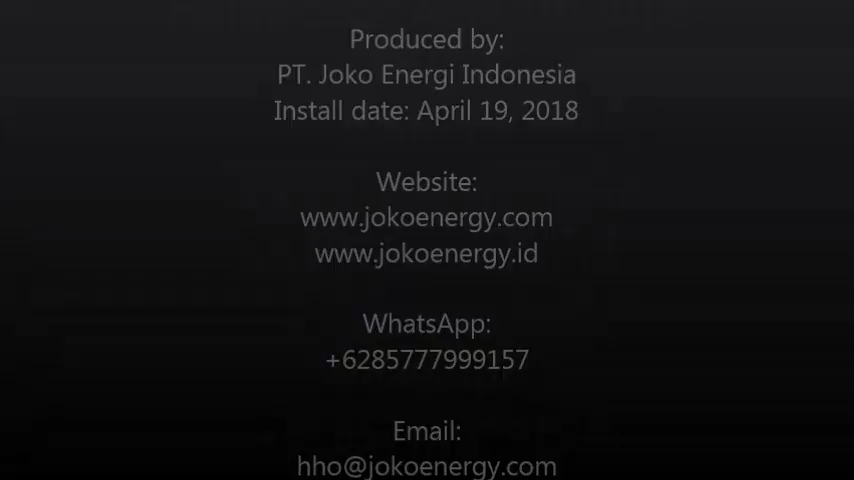 Produced by:
PT. Joko Energi Indonesia
Install date: April 19, 2018
Website:
www.jokoenergy.com
www.jokoenergy.id
WhatsApp:
+6285777999157
Email:
hho@jokoenergy.com